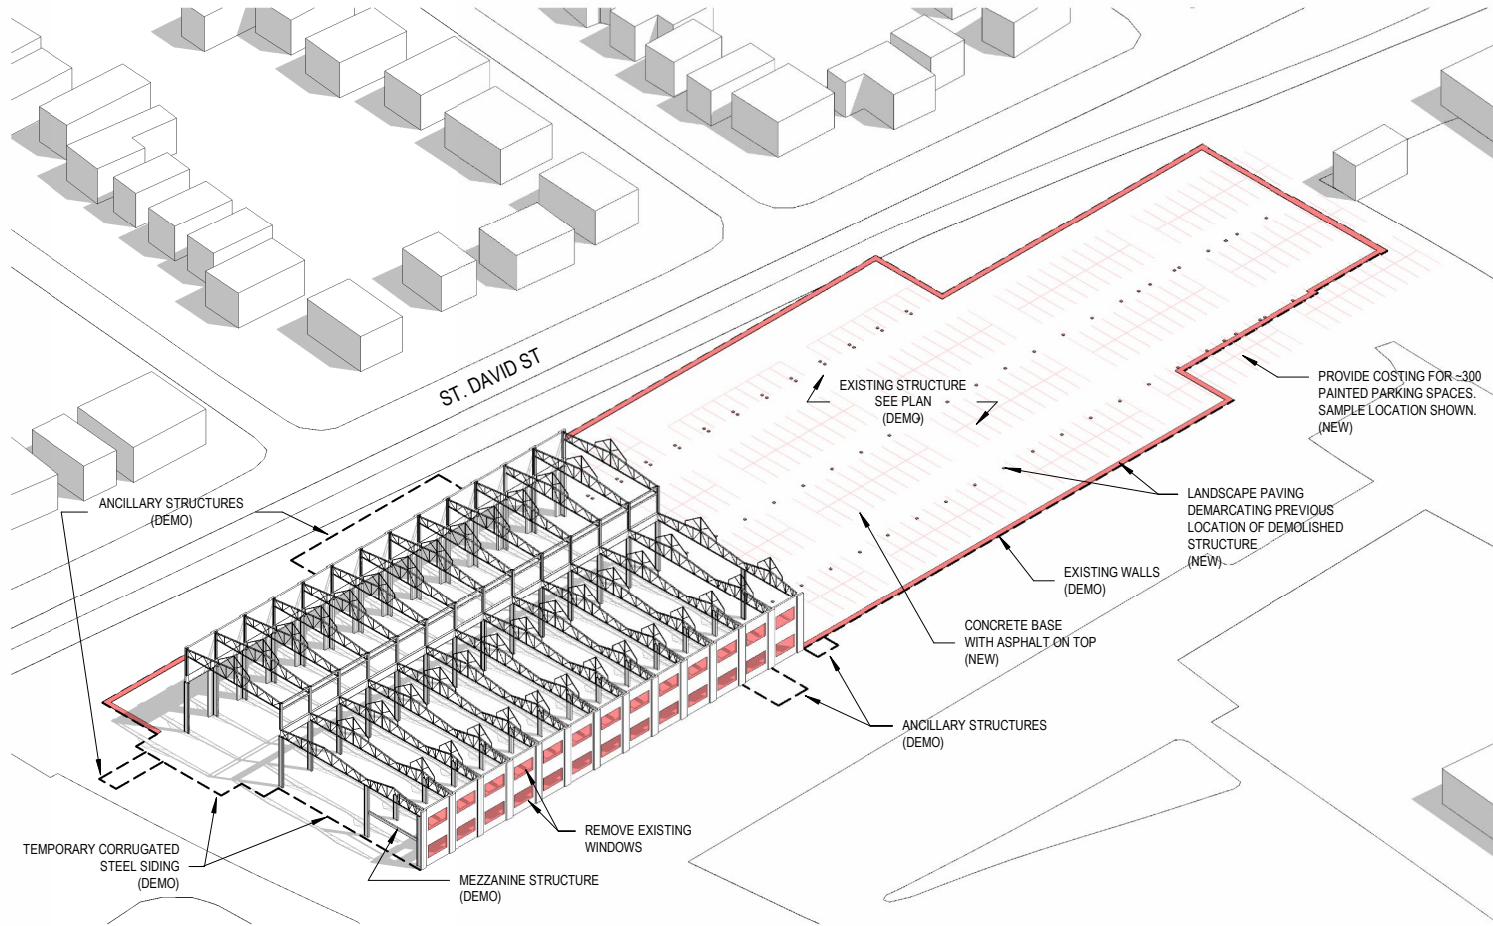 ST. DAVID ST
EXISTING STRUCTURE
SEE PLAN
(DEMO)
PROVIDE COSTING FOR ~300
PAINTED PARKING SPACES.
SAMPLE LOCATION SHOWN.
(NEW)
ANCILLARY STRUCTURES
(DEMO)
LANDSCAPE PAVING
DEMARCATING PREVIOUS
LOCATION OF DEMOLISHED
STRUCTURE
(NEW)
EXISTING WALLS
(DEMO)
CONCRETE BASE
WITH ASPHALT ON TOP
(NEW)
ANCILLARY STRUCTURES
(DEMO)
REMOVE EXISTING
WINDOWS
TEMPORARY CORRUGATED
STEEL SIDING
(DEMO)
MEZZANINE STRUCTURE
(DEMO)